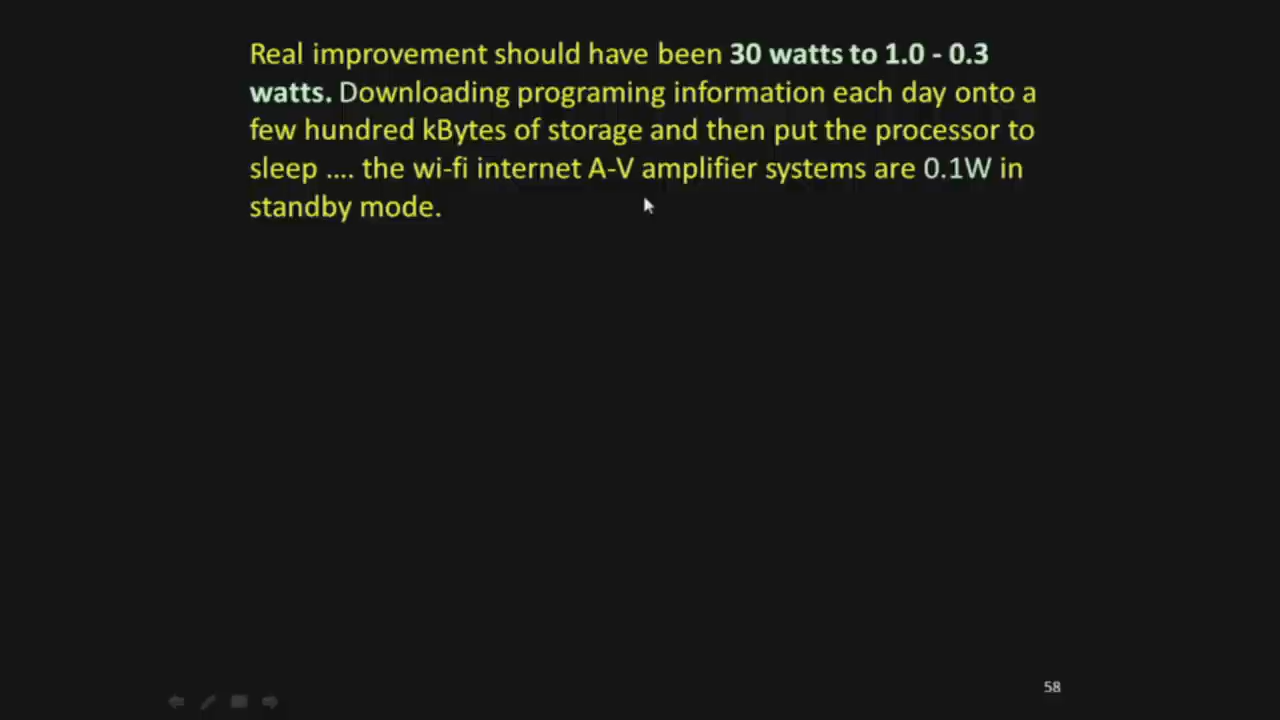 Real improvement should have been 30 watts to 1.0 - 0.3
watts. Downloading programing information each day onto a
few hundred kBytes of storage and then put the processor to
sleep .... the wi-fi internet A-V amplifier systems are 0.1W in
standby mode.
58